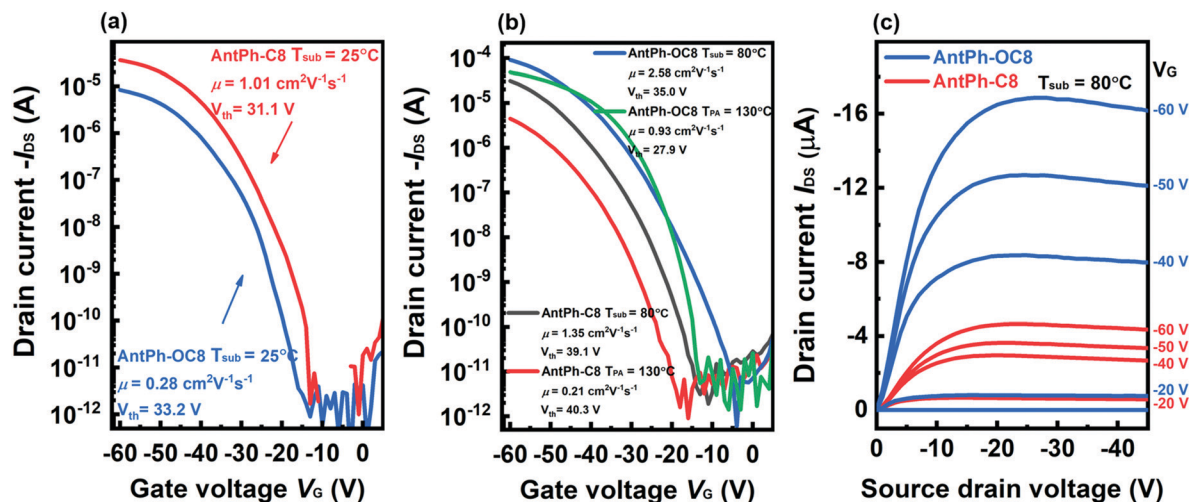 (a)
AntPh-C8 Tsub = 25°C
μ = 1.01 cm²V⁻¹s⁻¹
Vth= 31.1 V
AntPh-OC8 Tsub = 25°C
μ = 0.28 cm²V⁻¹s⁻¹
Vth= 33.2 V
Drain current -IDS (A)
10⁻⁵
10⁻⁶
10⁻⁷
10⁻⁸
10⁻⁹
10⁻¹⁰
10⁻¹¹
10⁻¹²
-60 -50 -40 -30 -20 -10 0
Gate voltage VG (V)
(b)
AntPh-OC8 Tsub = 80°C
μ = 2.58 cm²V⁻¹s⁻¹
Vth = 35.0 V
AntPh-OC8 TPA = 130°C
μ = 0.93 cm²V⁻¹s⁻¹
Vth = 27.9 V
AntPh-C8 Tsub = 80°C
μ = 1.35 cm²V⁻¹s⁻¹
Vth = 39.1 V
AntPh-C8 TPA = 130°C
μ = 0.21 cm²V⁻¹s⁻¹
Vth = 40.3 V
Drain current -IDS (A)
10⁻⁴
10⁻⁵
10⁻⁶
10⁻⁷
10⁻⁸
10⁻⁹
10⁻¹⁰
10⁻¹¹
10⁻¹²
-60 -50 -40 -30 -20 -10 0
Gate voltage VG (V)
(c)
AntPh-OC8
AntPh-C8 Tsub = 80°C
VG
-60 V
-50 V
-40 V
-60 V
-50 V
-40 V
-20 V
-20 V
Drain current IDS (μA)
-16
-12
-8
-4
0
0 -10 -20 -30 -40
Source drain voltage (V)